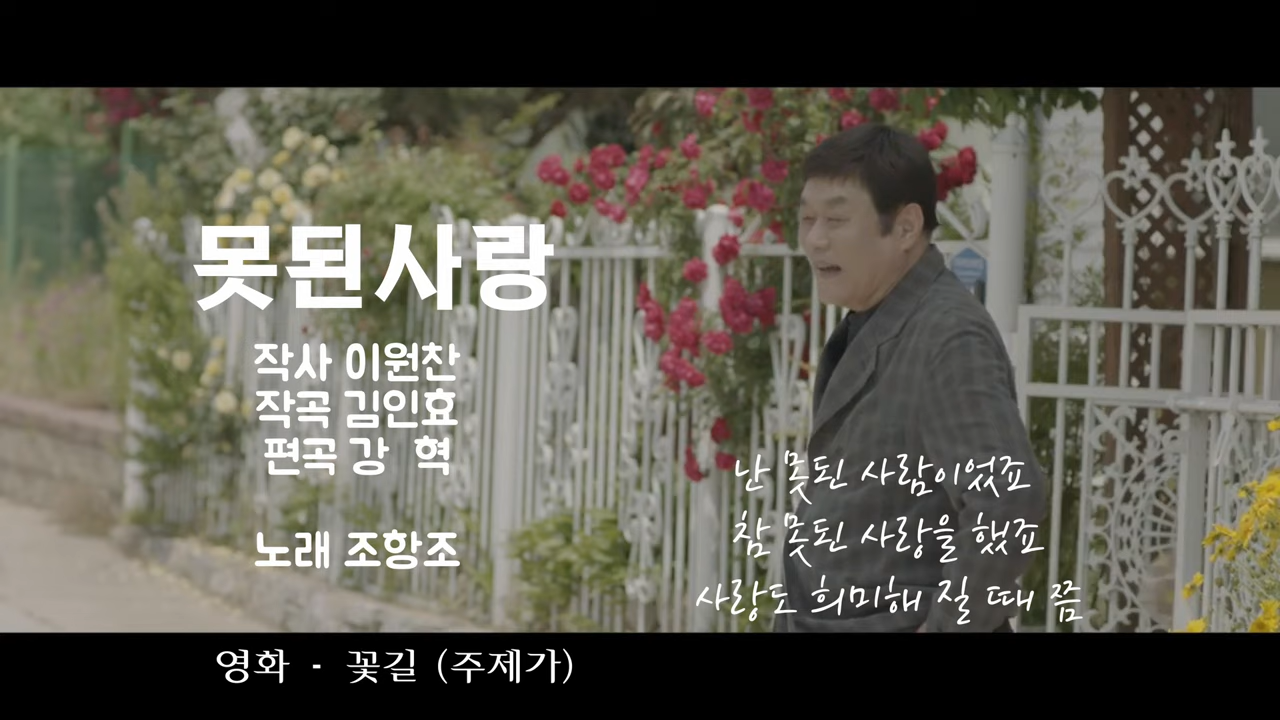 못된사랑
작사 이원찬
작곡 김인효
편곡 강 혁
노래 조항조
난 못된 사람이었죠
참 못된 사랑을 했죠
사랑도 희미해 질 때 쯤
영화 - 꽃길 (주제가)